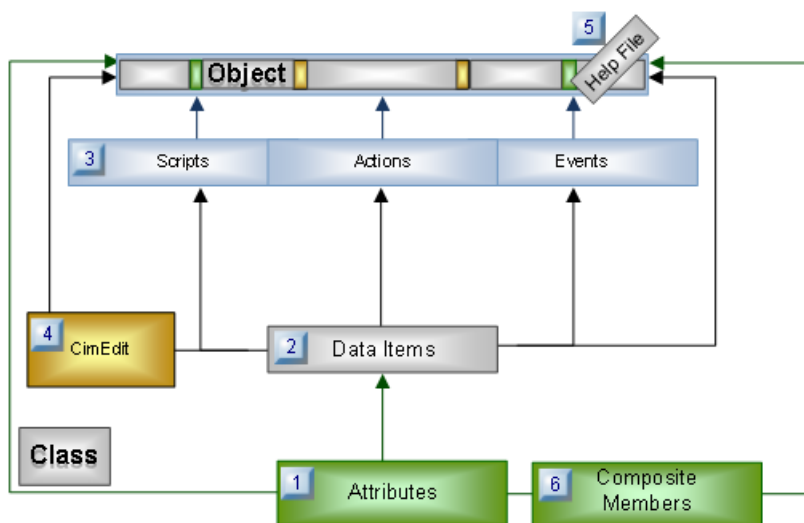 5
Object
Help File
3
Scripts
Actions
Events
4
CimEdit
2
Data Items
Class
1
Attributes
6
Composite
Members